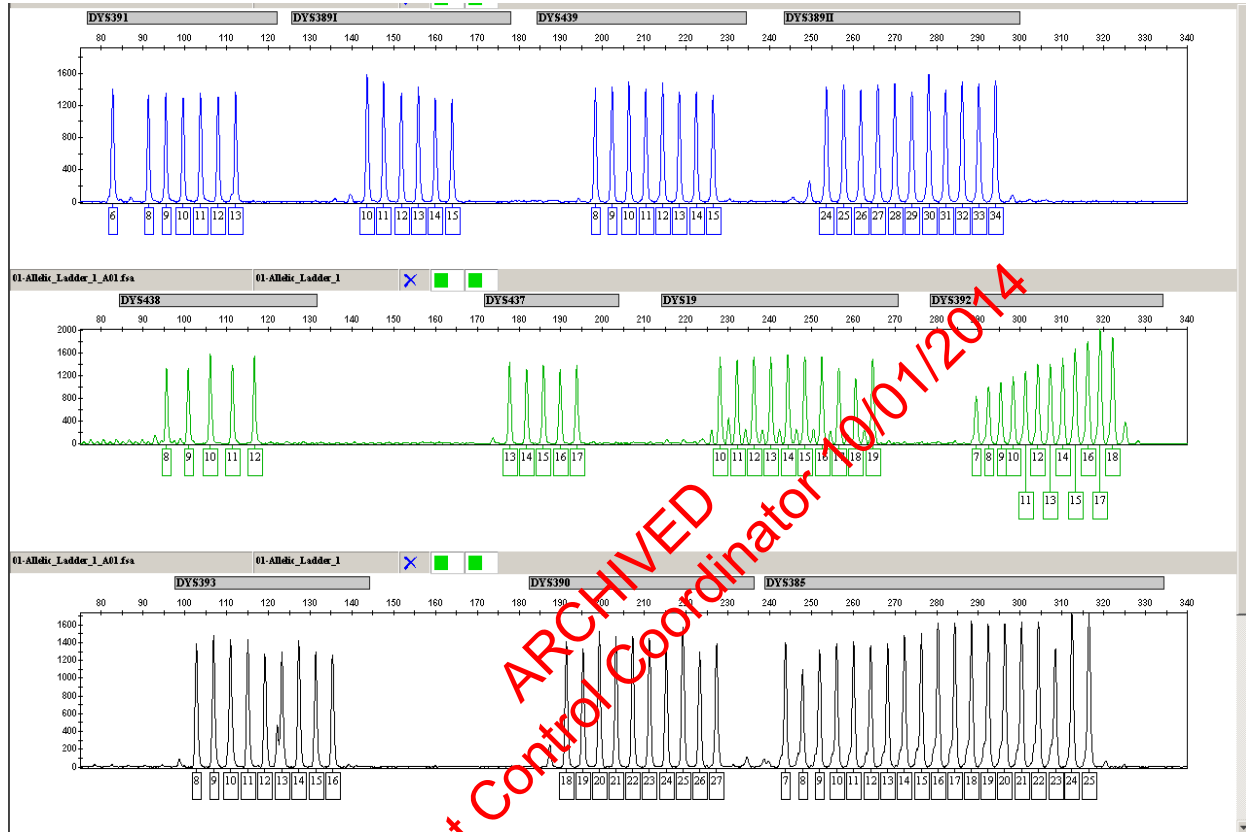 DYS391 DYS389I DYS439 DYS389II
80 90 100 110 120 130 140 150 160 170 180 190 200 210 220 230 240 250 260 270 280 290 300 310 320 330 340
1600
1200
800
400
0
6 8 9 10 11 12 13 10 11 12 13 14 15 8 9 10 11 12 13 14 15 24 25 26 27 28 29 30 31 32 33 34
01-Allelic_Ladder_1_A01.fsa 01-Allelic_Ladder_1
DYS438 DYS437 DYS19 DYS392
80 90 100 110 120 130 140 150 160 170 180 190 200 210 220 230 240 250 260 270 280 290 300 310 320 330 340
2000
1600
1200
800
400
0
8 9 10 11 12 13 14 15 16 17 10 11 12 13 14 15 16 17 18 19 7 8 9 10 12 14 16 18
11 13 15 17
01-Allelic_Ladder_1_A01.fsa 01-Allelic_Ladder_1
DYS393 DYS390 DYS385
80 90 100 110 120 130 140 150 160 170 180 190 200 210 220 230 240 250 260 270 280 290 300 310 320 330 340
1600
1400
1200
1000
800
600
400
200
0
8 9 10 11 12 13 14 15 16 18 19 20 21 22 23 24 25 26 27 7 8 9 10 11 12 13 14 15 16 17 18 19 20 21 22 23 24 25
ARCHIVED
Control Coordinator 10/01/2014